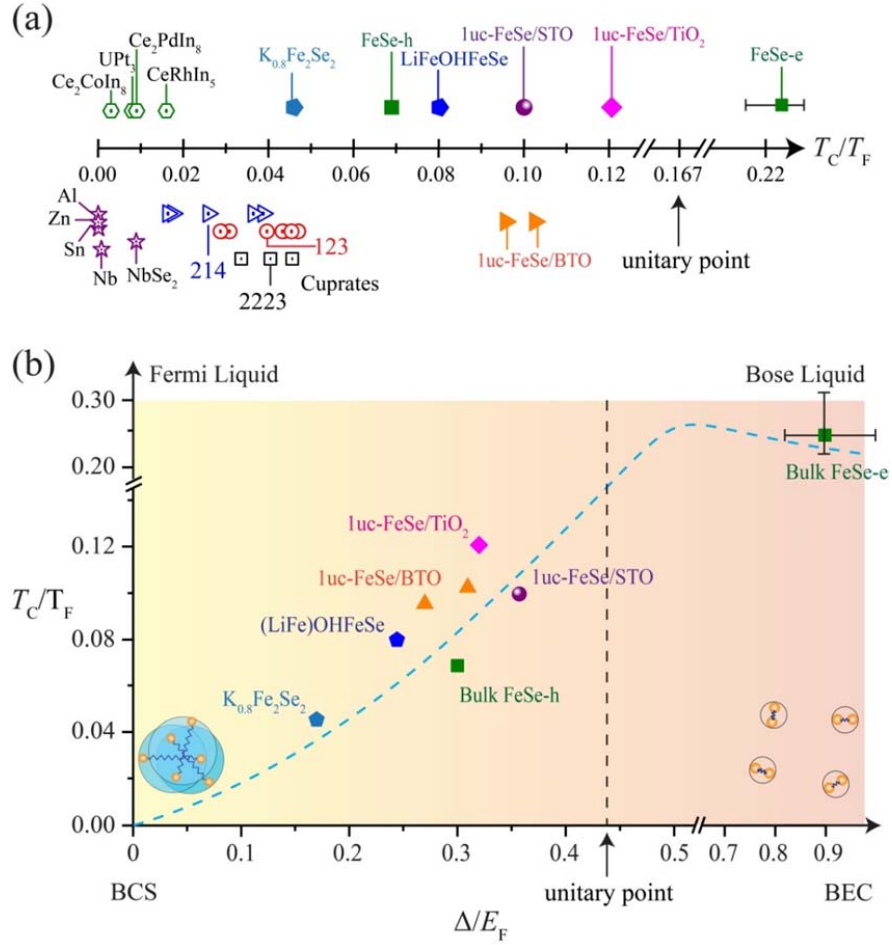 (a)
Ce₂PdIn₈
UPt₃
Ce₂CoIn₈
CeRhIn₅
K₀.₈Fe₂Se₂
FeSe-h
LiFeOHFeSe
1uc-FeSe/STO
1uc-FeSe/TiO₂
FeSe-e
T_C/T_F
0.00 0.02 0.04 0.06 0.08 0.10 0.12 0.167 0.22
Al
Zn
Sn
Nb
NbSe₂
214
123
2223
Cuprates
1uc-FeSe/BTO
unitary point
(b)
Fermi Liquid
Bose Liquid
0.30
0.20
0.12
0.08
0.04
0.00
T_C/T_F
Bulk FeSe-e
1uc-FeSe/TiO₂
1uc-FeSe/BTO
1uc-FeSe/STO
(LiFe)OHFeSe
Bulk FeSe-h
K₀.₈Fe₂Se₂
0 0.1 0.2 0.3 0.4 0.5 0.7 0.8 0.9
BCS
unitary point
BEC
Δ/E_F